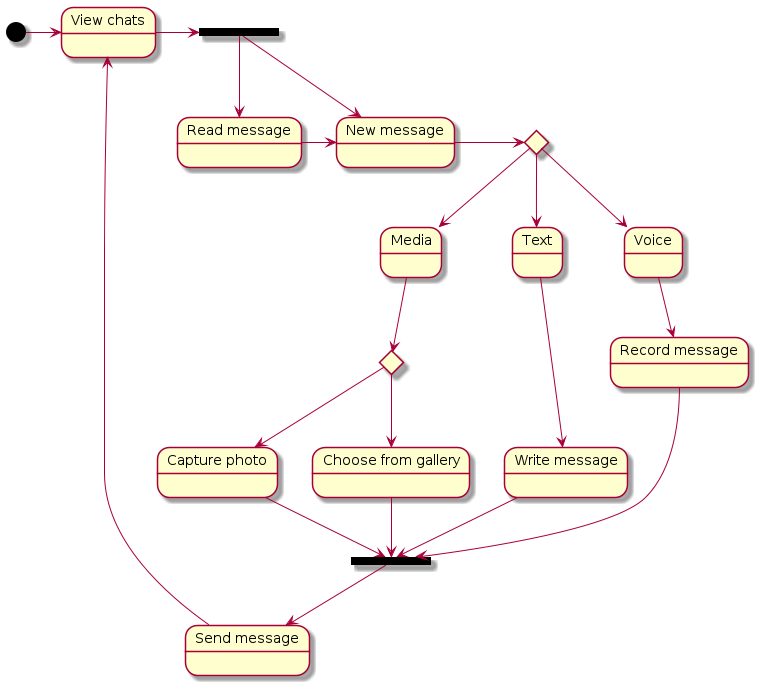 View chats
Read message
New message
Media
Text
Voice
Record message
Capture photo
Choose from gallery
Write message
Send message